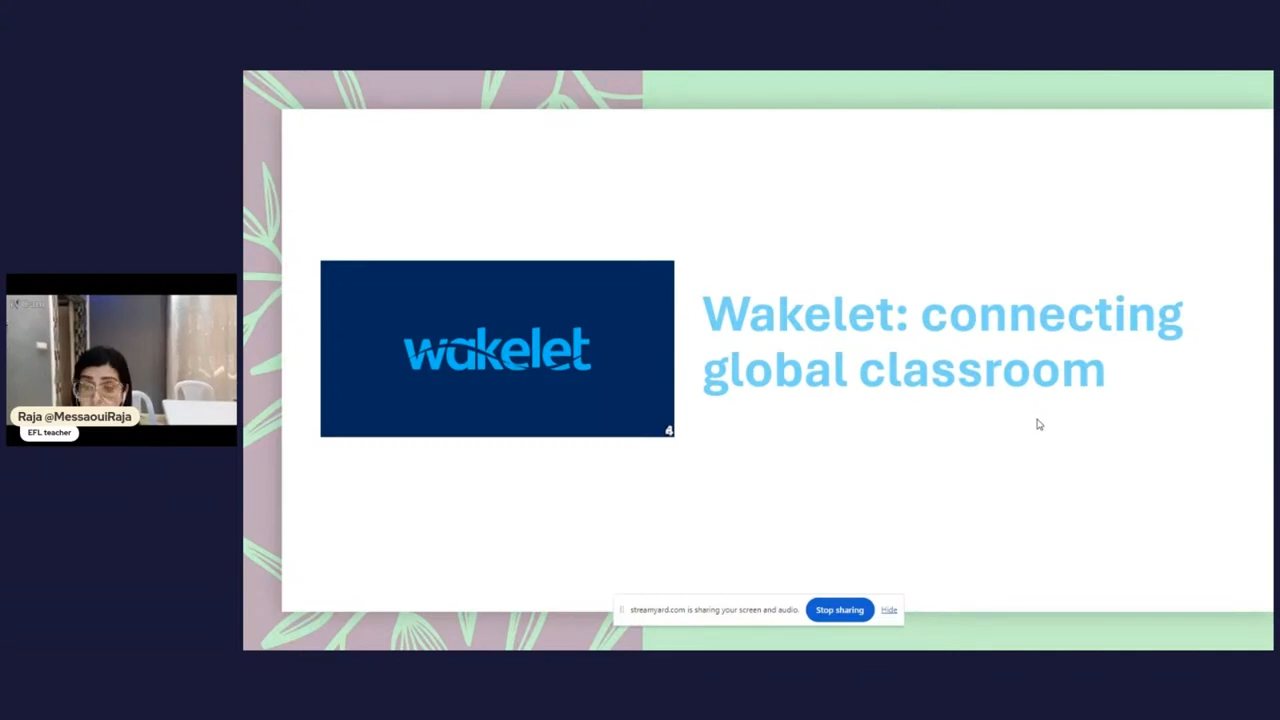 Raja @MessaouiRaja
EFL teacher
wakelet
4
Wakelet: connecting
global classroom
streamyard.com is sharing your screen and audio.
Stop sharing
Hide